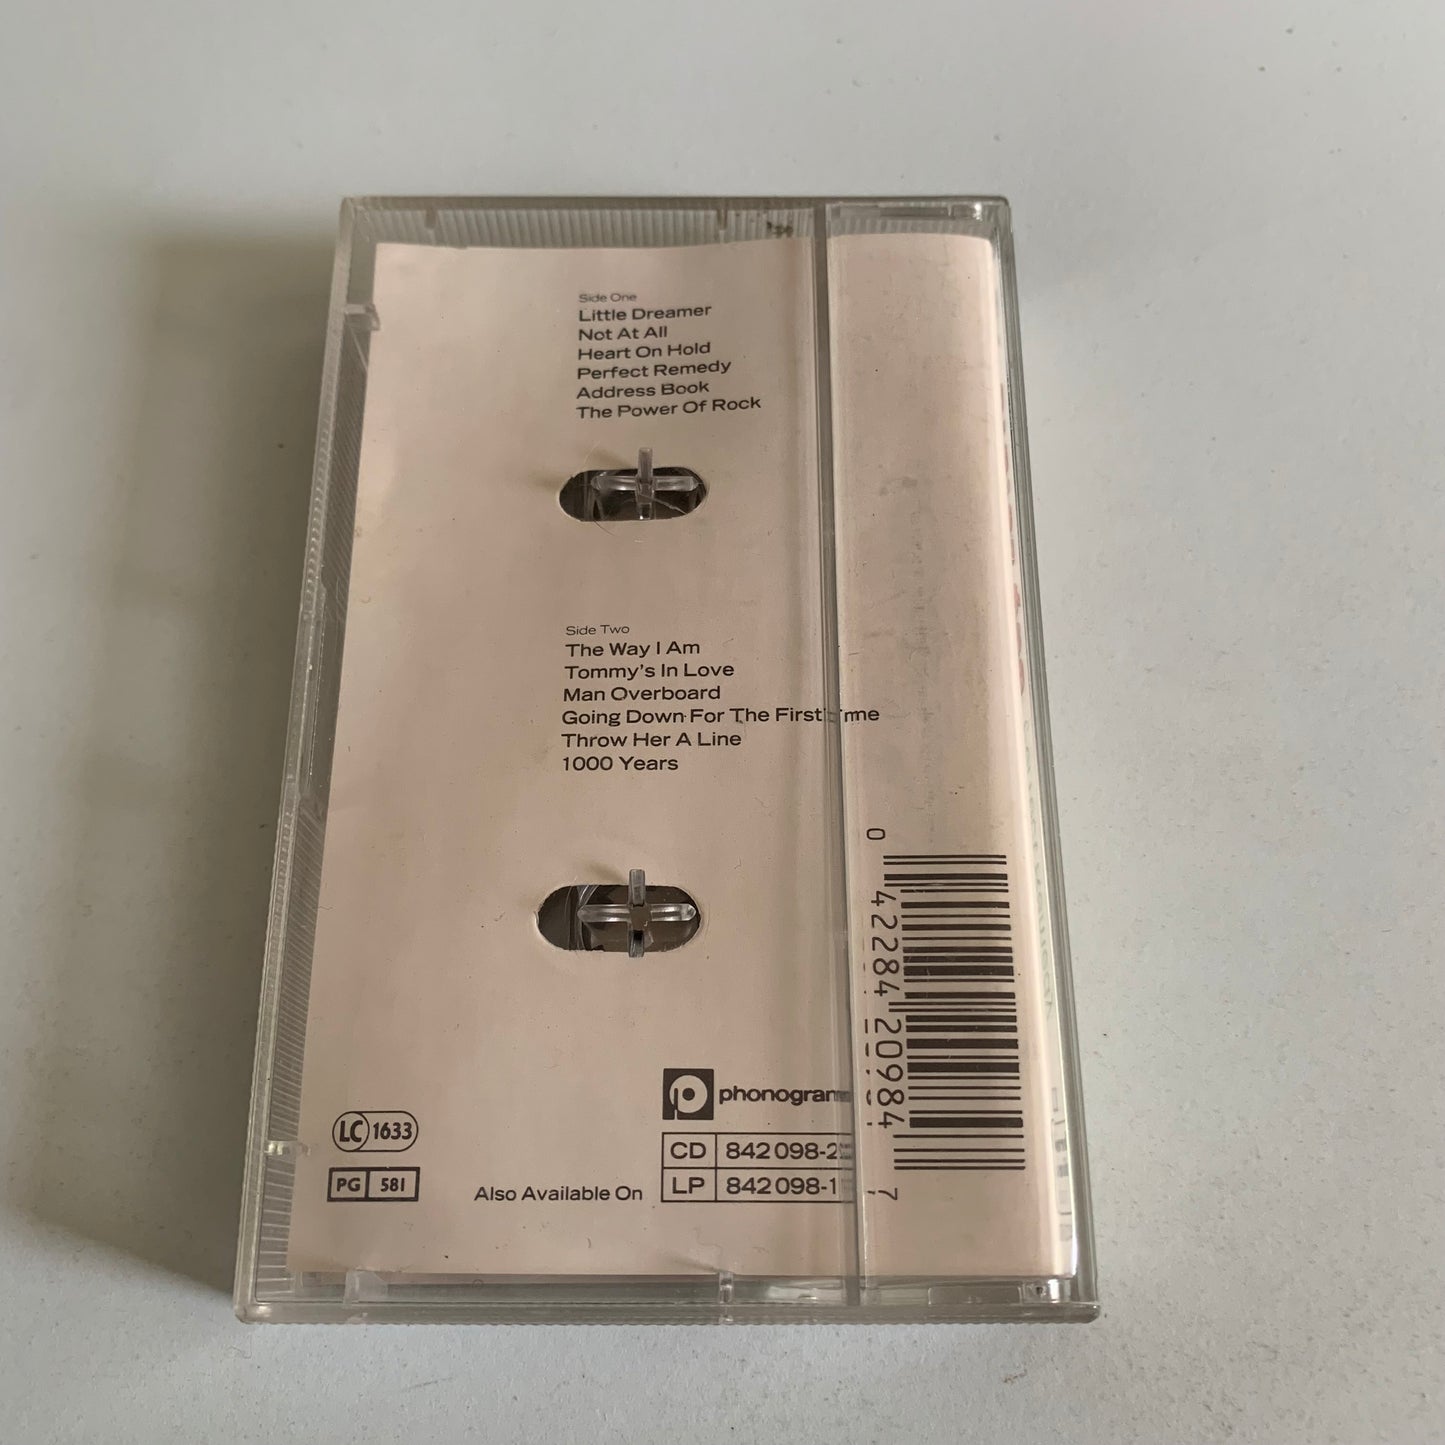 Side One
Little Dreamer
Not At All
Heart On Hold
Perfect Remedy
Address Book
The Power Of Rock
Side Two
The Way I Am
Tommy's In Love
Man Overboard
Going Down For The First Time
Throw Her A Line
1000 Years
0 42284 20984 7
phonogram
LC 1633
PG 581
Also Available On
CD 842 098-2
LP 842 098-1